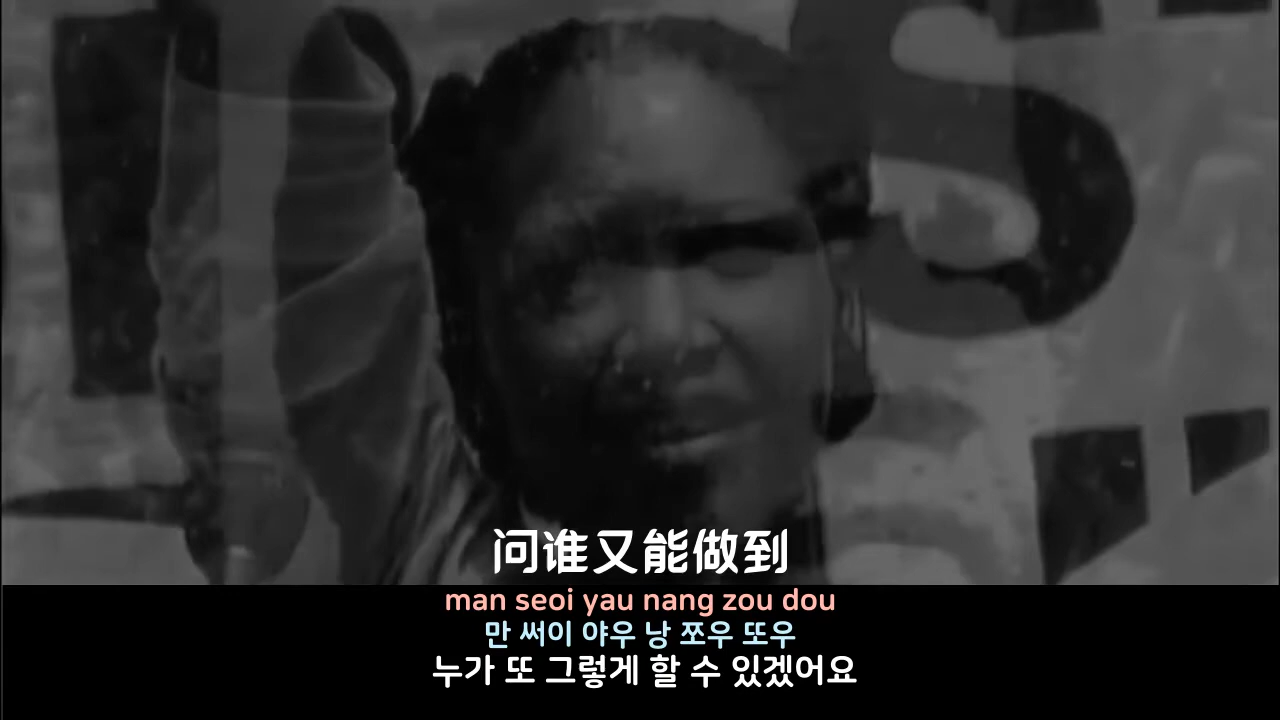 问谁又能做到
man seoi yau nang zou dou
만 써이 야우 낭 쪼우 또우
누가 또 그렇게 할 수 있겠어요